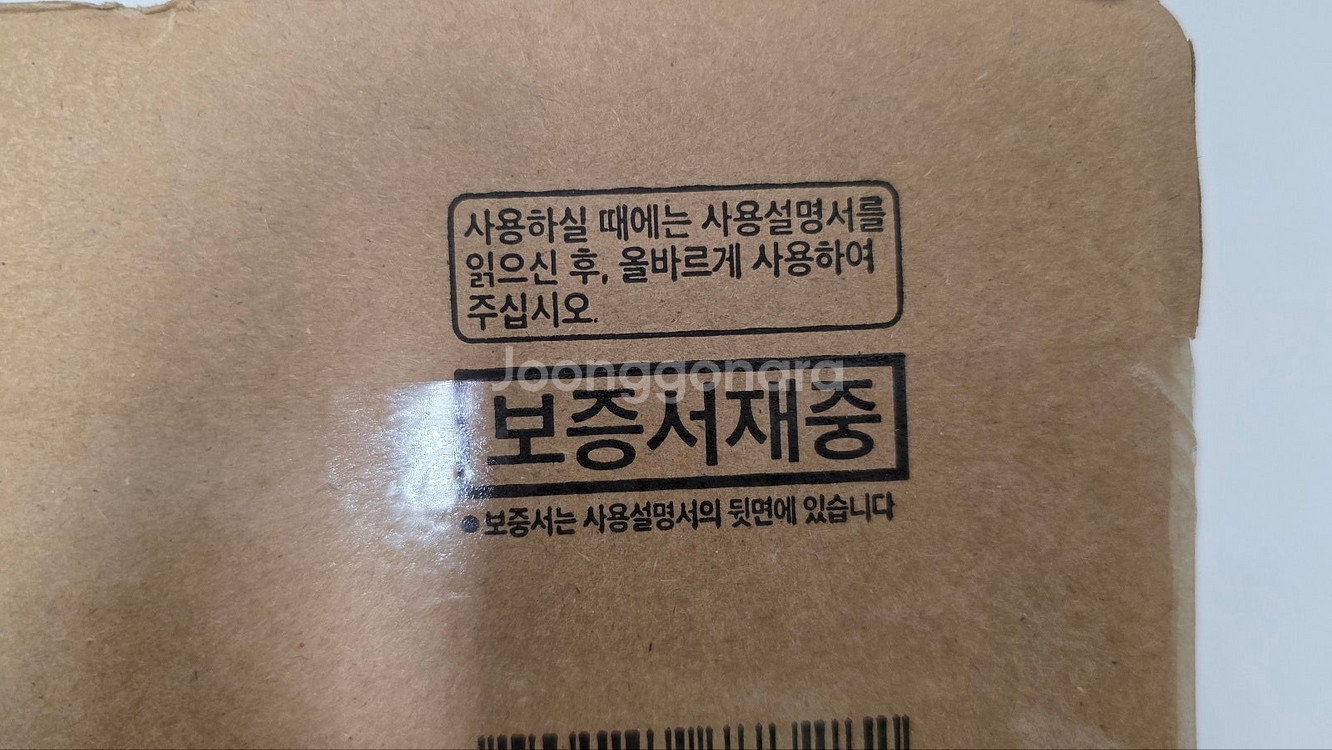 사용하실 때에는 사용설명서를
읽으신 후, 올바르게 사용하여
주십시오.
Joonggonara
보증서재중
●보증서는 사용설명서의 뒷면에 있습니다